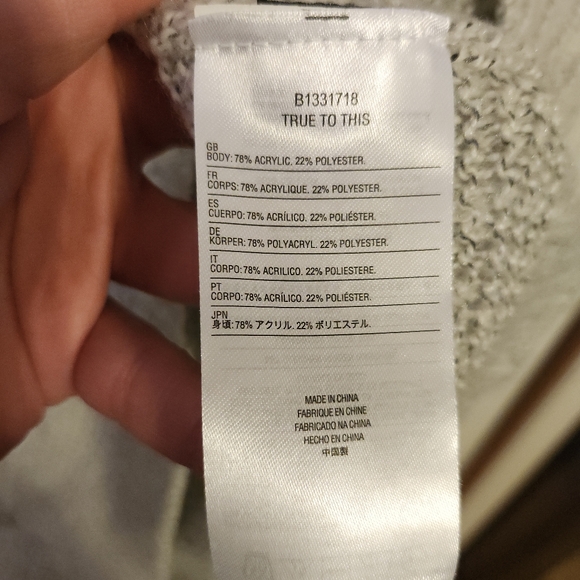 B1331718
TRUE TO THIS
GB
BODY: 78% ACRYLIC. 22% POLYESTER.
FR
CORPS: 78% ACRYLIQUE. 22% POLYESTER.
ES
CUERPO: 78% ACRÍLICO. 22% POLIÉSTER.
DE
KÖRPER: 78% POLYACRYL. 22% POLYESTER.
IT
CORPO: 78% ACRILICO. 22% POLIESTERE.
PT
CORPO: 78% ACRÍLICO. 22% POLIÉSTER.
JPN
身頃: 78% アクリル. 22% ポリエステル.
MADE IN CHINA
FABRIQUE EN CHINE
FABRICADO NA CHINA
HECHO EN CHINA
中国製